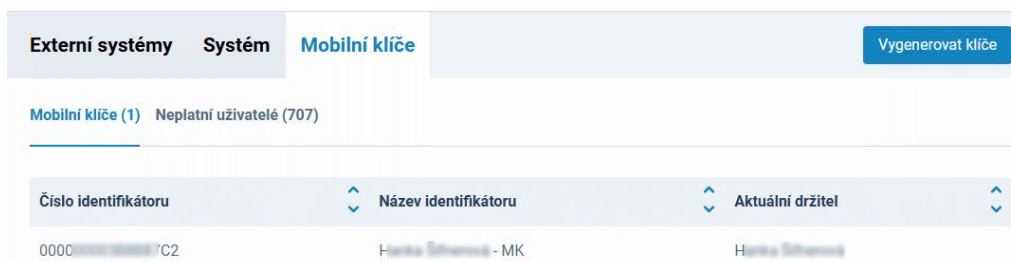 Externí systémy Systém Mobilní klíče Vygenerovat klíče
Mobilní klíče (1) Neplatní uživatelé (707)
Číslo identifikátoru Název identifikátoru Aktuální držitel
- MK